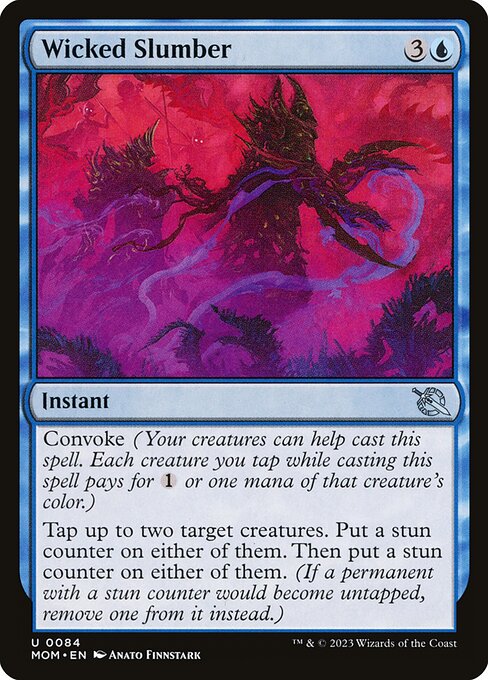 Wicked Slumber 3
Instant
Convoke (Your creatures can help cast this
spell. Each creature you tap while casting this
spell pays for 1 or one mana of that creature's
color.)
Tap up to two target creatures. Put a stun
counter on either of them. Then put a stun
counter on either of them. (If a permanent
with a stun counter would become untapped,
remove one from it instead.)
U 0084
MOM • EN Anato Finnstark
™ & © 2023 Wizards of the Coast